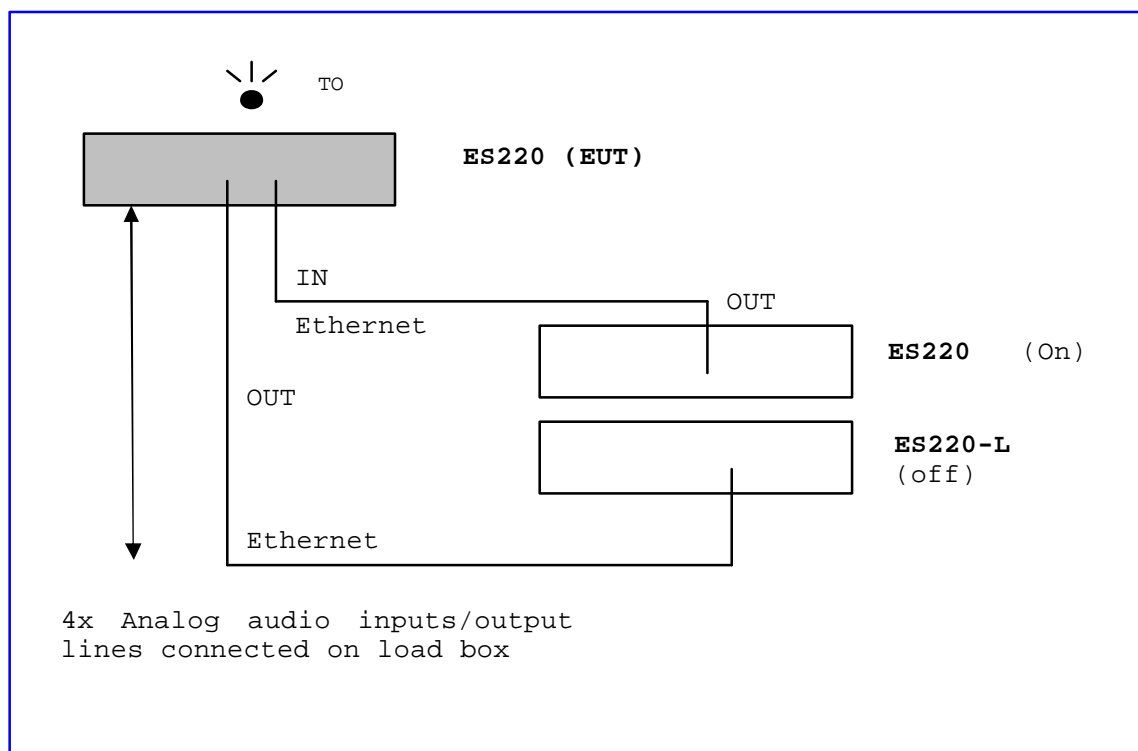 TO
ES220 (EUT)
IN
OUT
Ethernet
ES220 (On)
OUT
ES220-L
(off)
Ethernet
4x Analog audio inputs/output
lines connected on load box